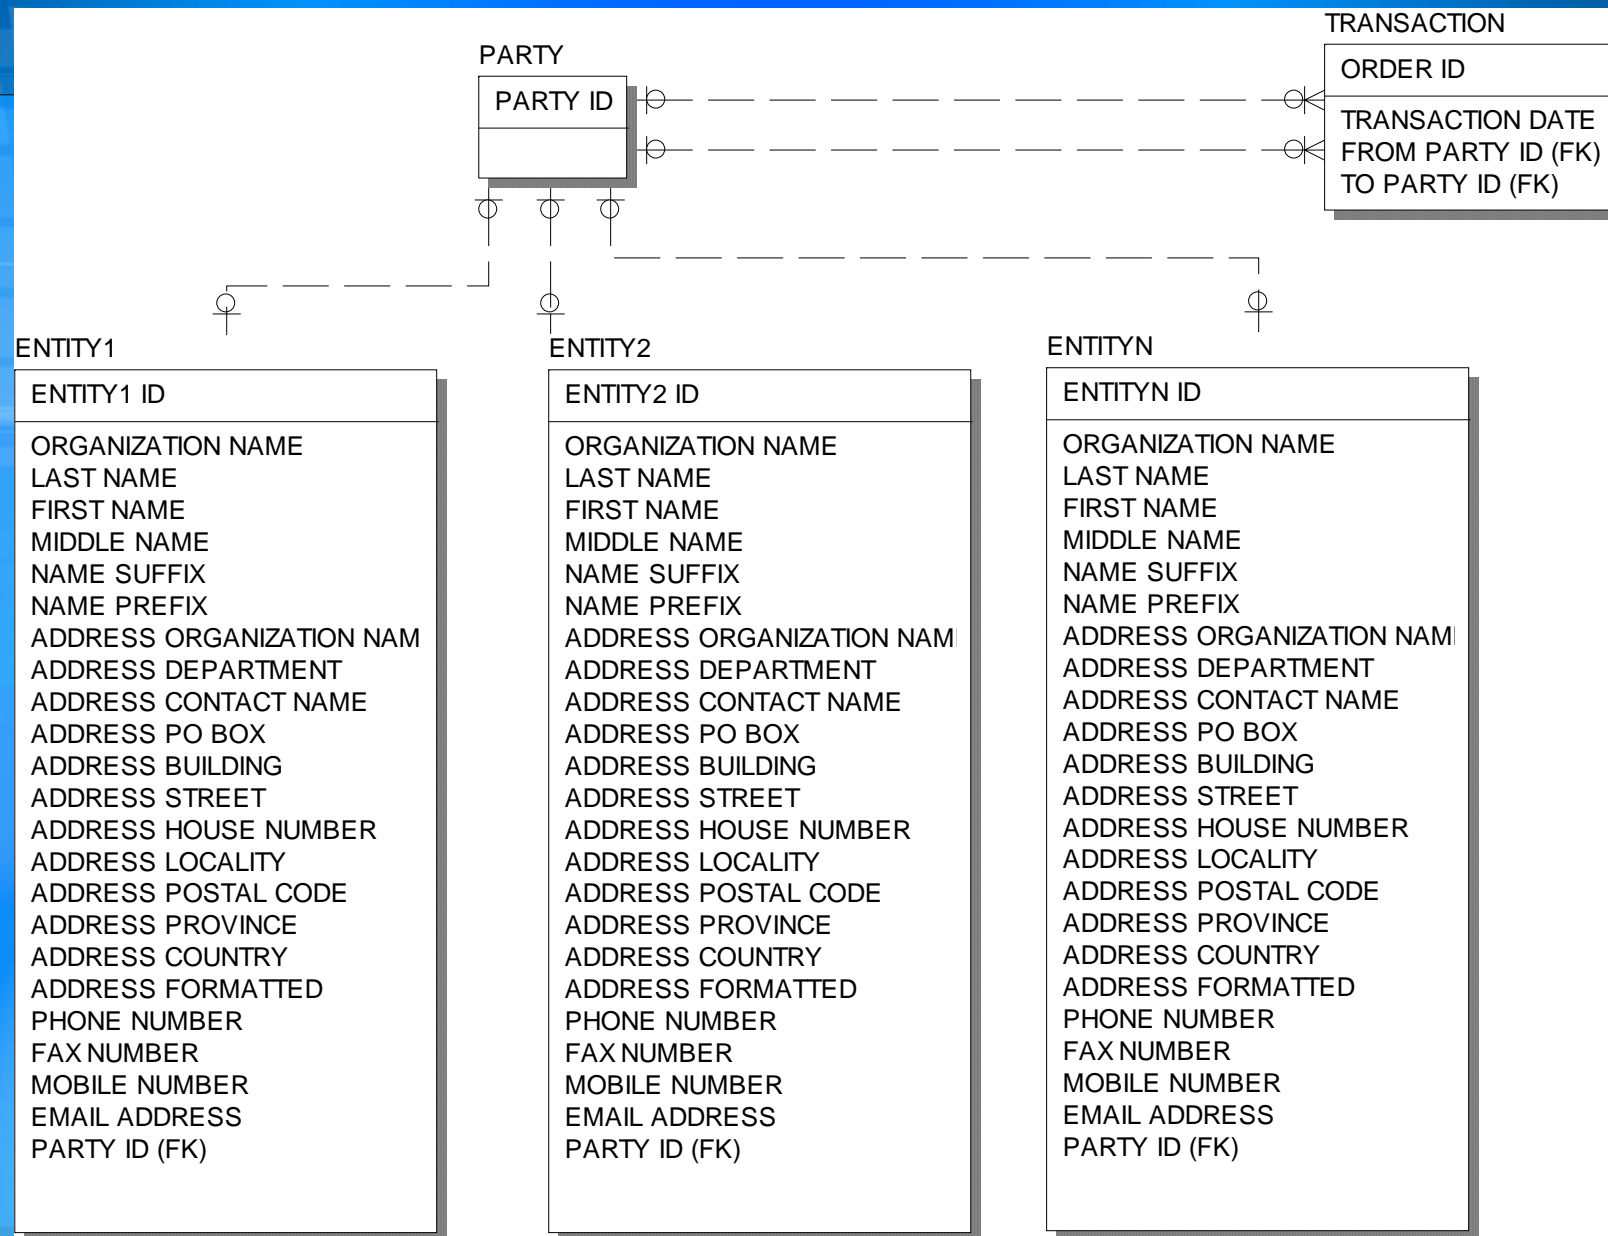 TRANSACTION
ORDER ID
TRANSACTION DATE
FROM PARTY ID (FK)
TO PARTY ID (FK)
PARTY
PARTY ID
ENTITY1
ENTITY1 ID
ORGANIZATION NAME
LAST NAME
FIRST NAME
MIDDLE NAME
NAME SUFFIX
NAME PREFIX
ADDRESS ORGANIZATION NAM
ADDRESS DEPARTMENT
ADDRESS CONTACT NAME
ADDRESS PO BOX
ADDRESS BUILDING
ADDRESS STREET
ADDRESS HOUSE NUMBER
ADDRESS LOCALITY
ADDRESS POSTAL CODE
ADDRESS PROVINCE
ADDRESS COUNTRY
ADDRESS FORMATTED
PHONE NUMBER
FAX NUMBER
MOBILE NUMBER
EMAIL ADDRESS
PARTY ID (FK)
ENTITY2
ENTITY2 ID
ORGANIZATION NAME
LAST NAME
FIRST NAME
MIDDLE NAME
NAME SUFFIX
NAME PREFIX
ADDRESS ORGANIZATION NAM
ADDRESS DEPARTMENT
ADDRESS CONTACT NAME
ADDRESS PO BOX
ADDRESS BUILDING
ADDRESS STREET
ADDRESS HOUSE NUMBER
ADDRESS LOCALITY
ADDRESS POSTAL CODE
ADDRESS PROVINCE
ADDRESS COUNTRY
ADDRESS FORMATTED
PHONE NUMBER
FAX NUMBER
MOBILE NUMBER
EMAIL ADDRESS
PARTY ID (FK)
ENTITYN
ENTITYN ID
ORGANIZATION NAME
LAST NAME
FIRST NAME
MIDDLE NAME
NAME SUFFIX
NAME PREFIX
ADDRESS ORGANIZATION NAM
ADDRESS DEPARTMENT
ADDRESS CONTACT NAME
ADDRESS PO BOX
ADDRESS BUILDING
ADDRESS STREET
ADDRESS HOUSE NUMBER
ADDRESS LOCALITY
ADDRESS POSTAL CODE
ADDRESS PROVINCE
ADDRESS COUNTRY
ADDRESS FORMATTED
PHONE NUMBER
FAX NUMBER
MOBILE NUMBER
EMAIL ADDRESS
PARTY ID (FK)